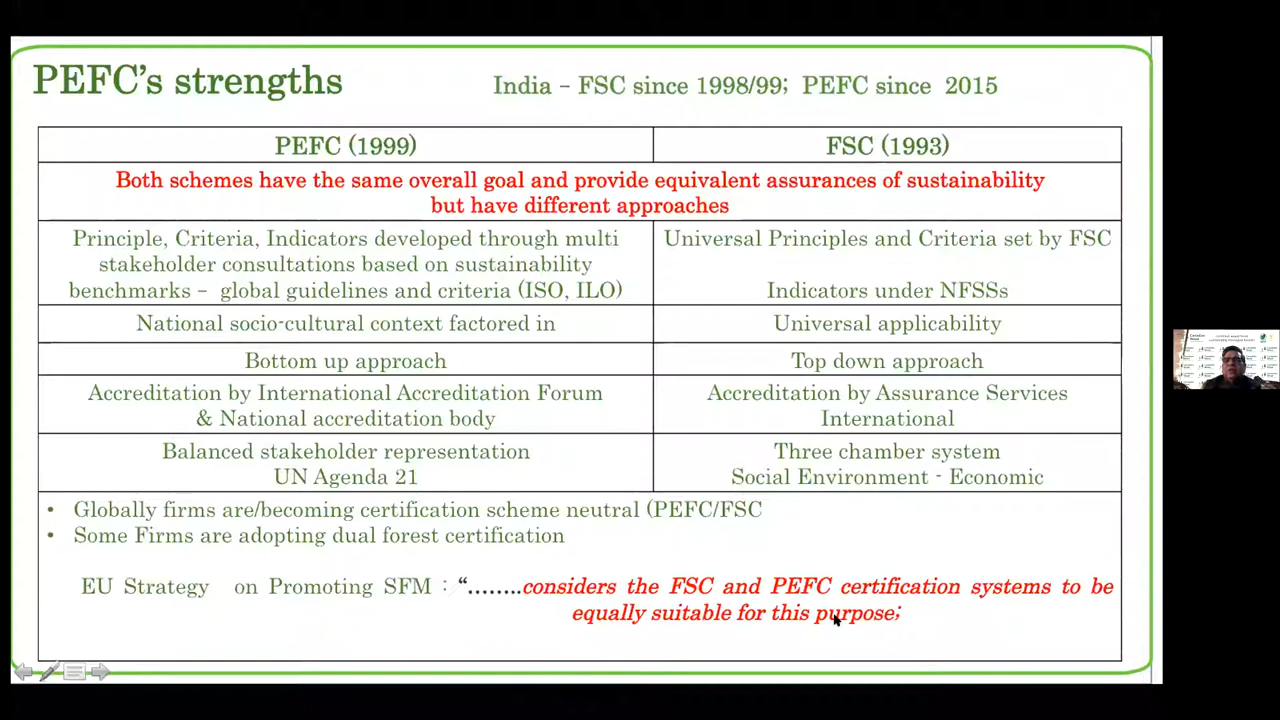 PEFC's strengths
India – FSC since 1998/99; PEFC since 2015
PEFC (1999)
FSC (1993)
Both schemes have the same overall goal and provide equivalent assurances of sustainability
but have different approaches
Principle, Criteria, Indicators developed through multi
stakeholder consultations based on sustainability
benchmarks – global guidelines and criteria (ISO, ILO)
Universal Principles and Criteria set by FSC
Indicators under NFSSs
National socio-cultural context factored in
Universal applicability
Bottom up approach
Top down approach
Accreditation by International Accreditation Forum
& National accreditation body
Accreditation by Assurance Services
International
Balanced stakeholder representation
UN Agenda 21
Three chamber system
Social Environment - Economic
• Globally firms are/becoming certification scheme neutral (PEFC/FSC
• Some Firms are adopting dual forest certification
EU Strategy on Promoting SFM : “........considers the FSC and PEFC certification systems to be
equally suitable for this purpose;